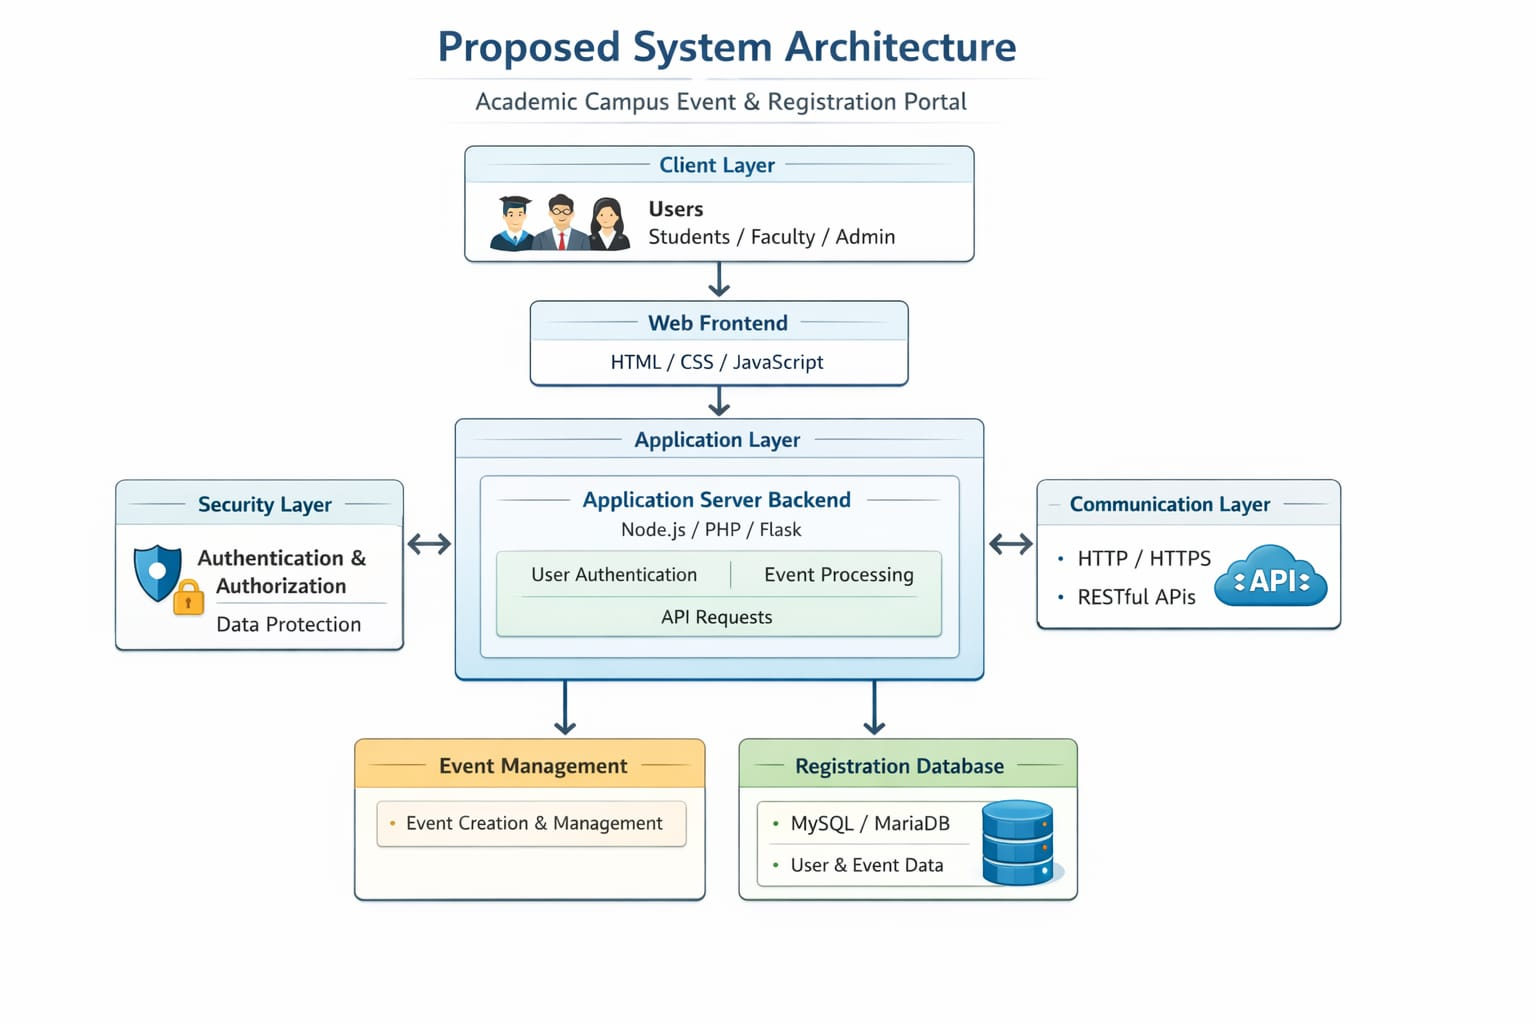 Proposed System Architecture
Academic Campus Event & Registration Portal
Client Layer
Users
Students / Faculty / Admin
Web Frontend
HTML / CSS / JavaScript
Application Layer
Application Server Backend
Node.js / PHP / Flask
User Authentication
Event Processing
API Requests
Security Layer
Authentication &
Authorization
Data Protection
Communication Layer
• HTTP / HTTPS
• RESTful APis
:API:
Event Management
• Event Creation & Management
Registration Database
• MySQL / MariaDB
• User & Event Data